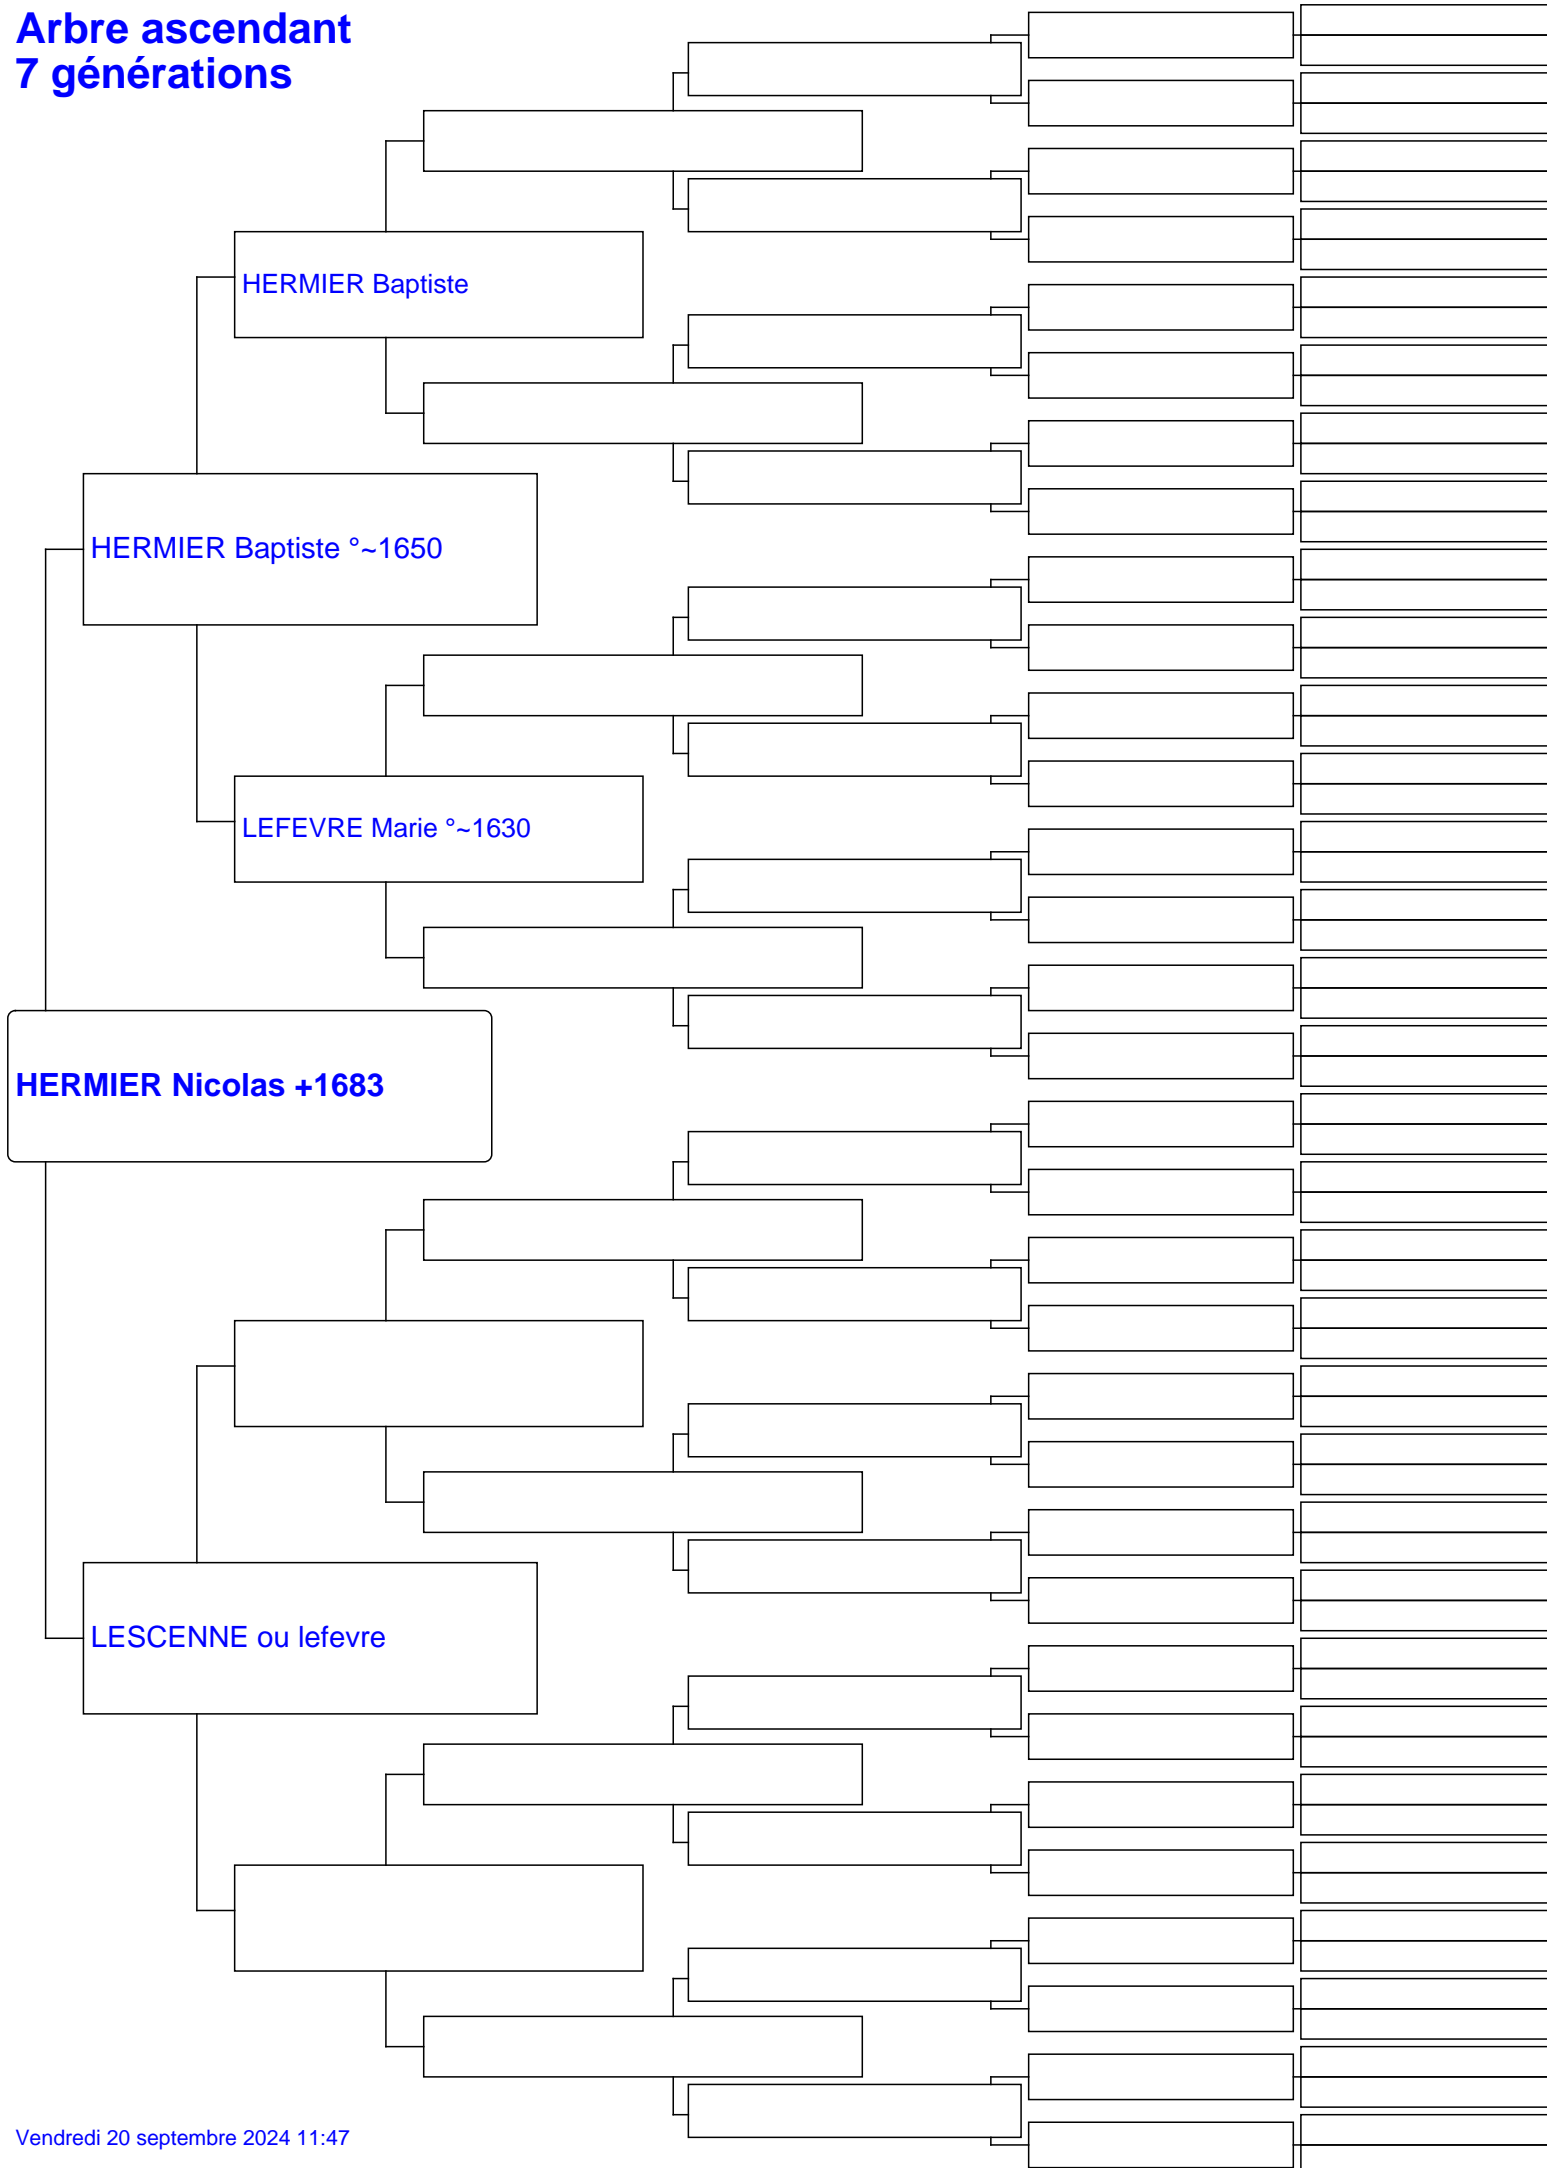 Arbre ascendant
7 générations
HERMIER Baptiste
HERMIER Baptiste °~1650
LEFEVRE Marie °~1630
HERMIER Nicolas +1683
LESCENNE ou lefevre
Vendredi 20 septembre 2024 11:47